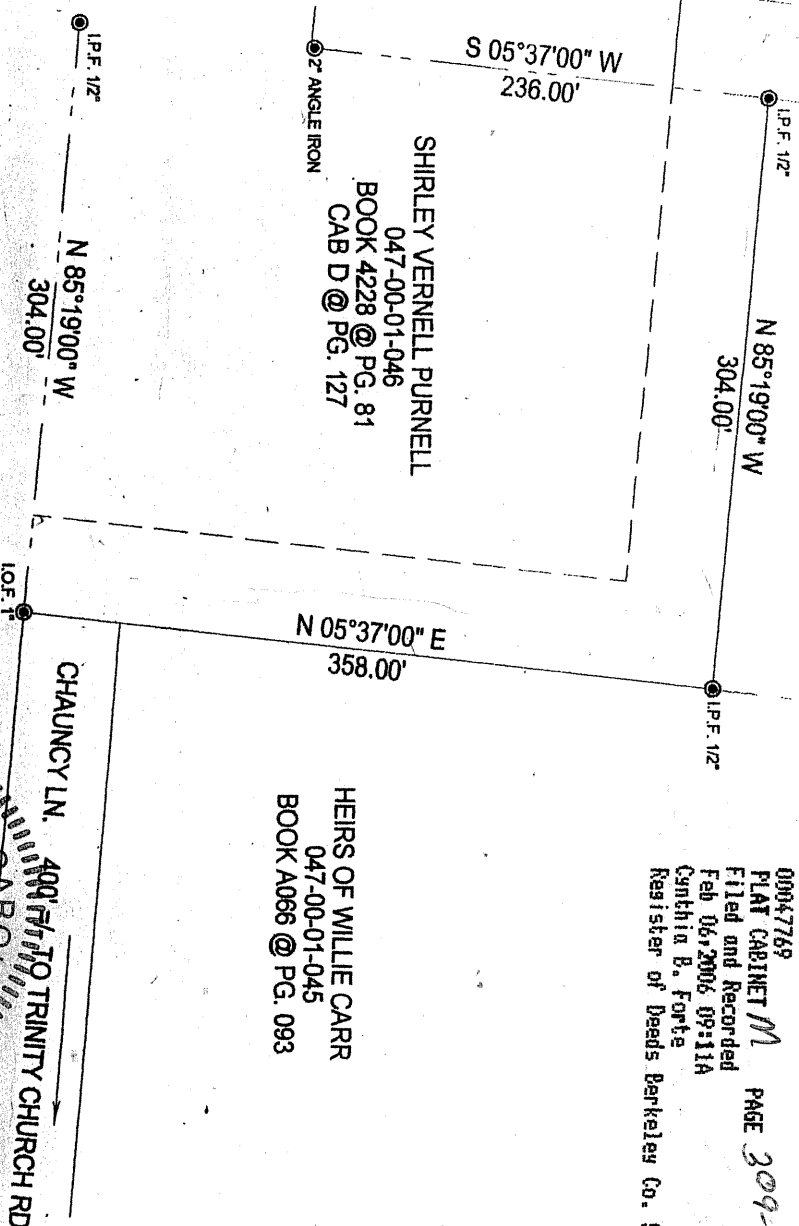 00047769
PLAT CABINET M PAGE 309-
Filed and Recorded
Feb 06,2006 09:11A
Cynthia B. Forte
Register of Deeds Berkeley Co.
I.P.F. 1/2"
N 85°19'00" W
304.00'
I.P.F. 1/2"
S 05°37'00" W
236.00'
2" ANGLE IRON
SHIRLEY VERNELL PURNELL
047-00-01-046
BOOK 4228 @ PG. 81
CAB D @ PG. 127
N 05°37'00" E
358.00'
HEIRS OF WILLIE CARR
047-00-01-045
BOOK A066 @ PG. 093
I.P.F. 1/2"
N 85°19'00" W
304.00'
I.O.F. 1"
CHAUNCY LN. 400' +/- TO TRINITY CHURCH RD